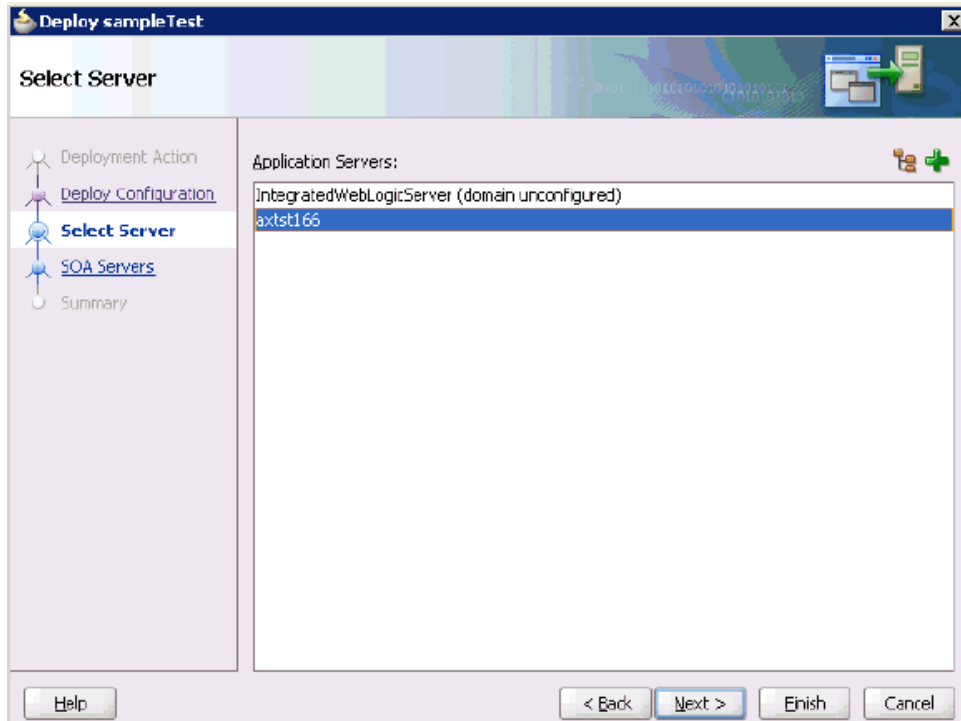 Deploy sampleTest
Select Server
Deployment Action
Deploy Configuration
Select Server
SOA Servers
Summary
Application Servers:
IntegratedWebLogicServer (domain unconfigured)
axtst166
Help
< Back
Next >
Finish
Cancel